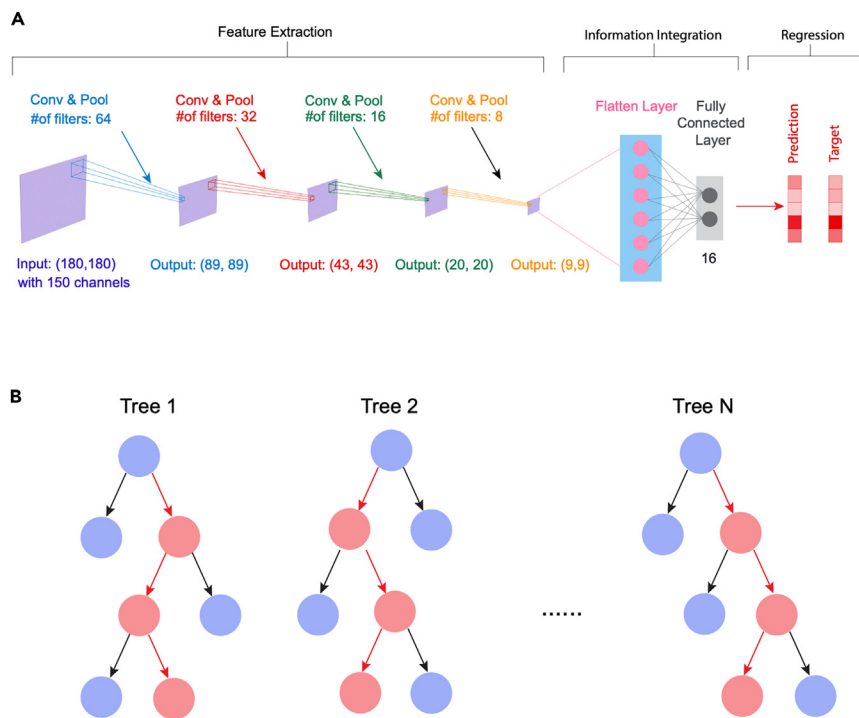 A
Feature Extraction
Information Integration
Regression
Conv & Pool
#of filters: 64
Conv & Pool
#of filters: 32
Conv & Pool
#of filters: 16
Conv & Pool
#of filters: 8
Flatten Layer
Fully
Connected
Layer
Prediction
Target
Input: (180,180)
with 150 channels
Output: (89, 89)
Output: (43, 43)
Output: (20, 20)
Output: (9,9)
16
B
Tree 1
Tree 2
Tree N
......